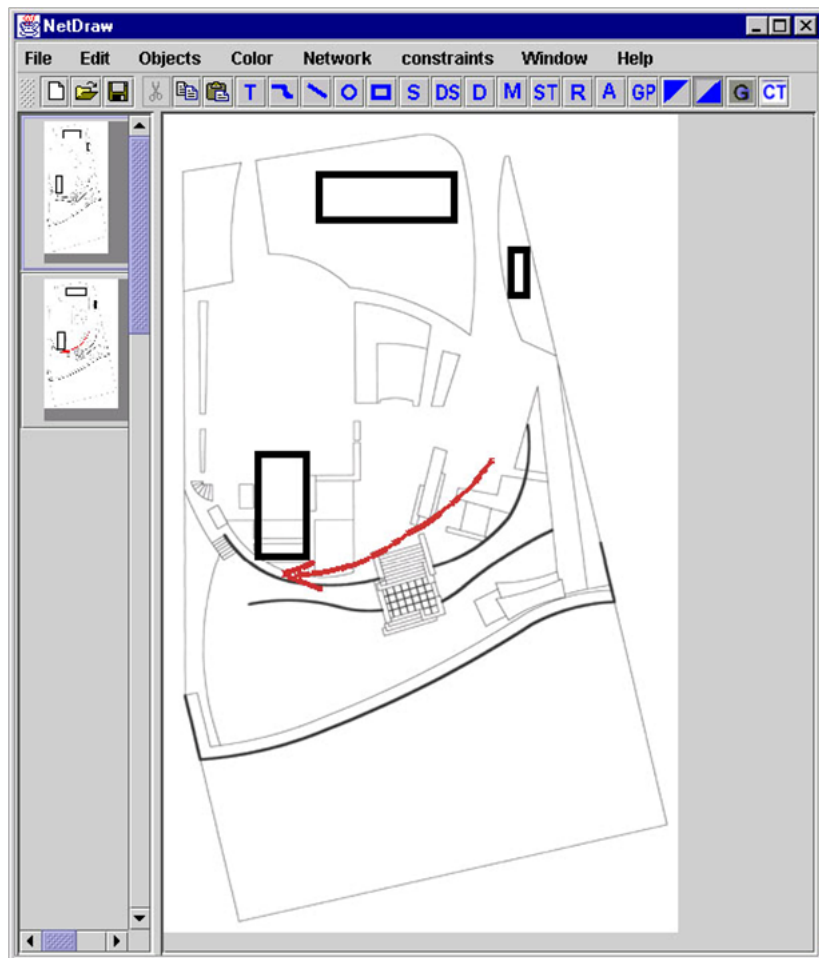 NetDraw
File Edit Objects Color Network constraints Window Help
T S DS D M ST R A GP G CT